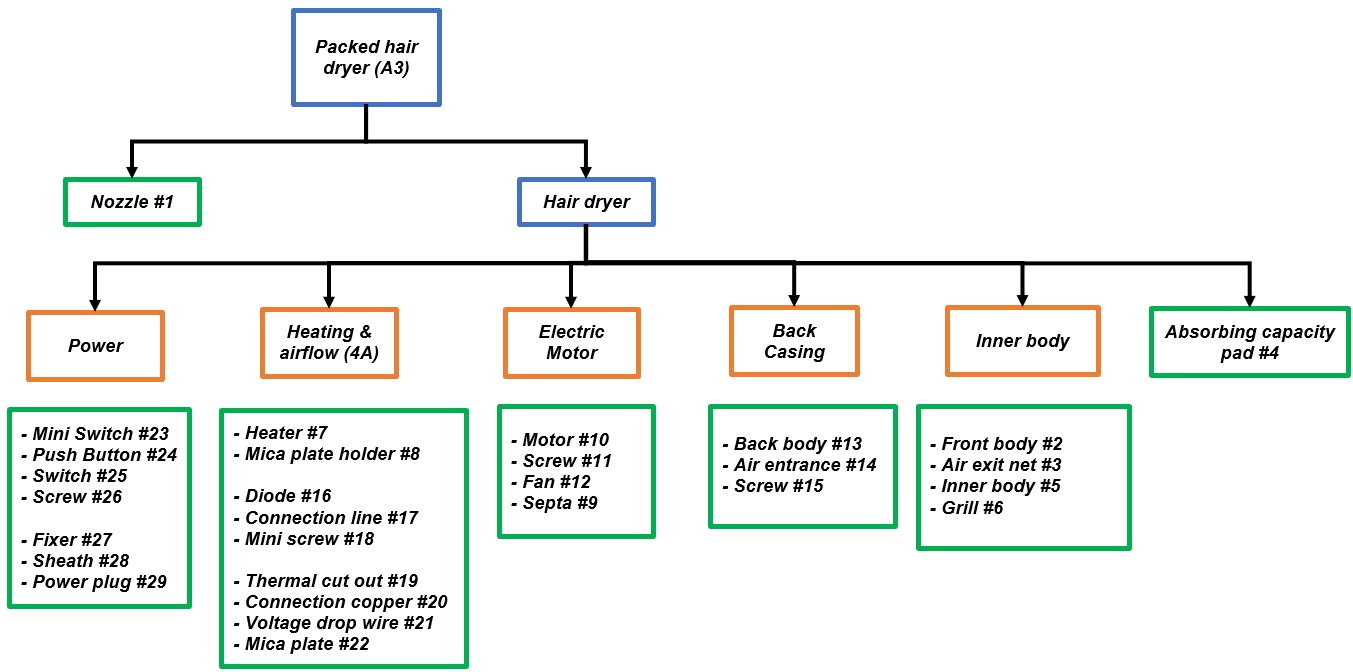 Packed hair
dryer (A3)
Nozzle #1
Hair dryer
Power
Heating &
airflow (4A)
Electric
Motor
Back
Casing
Inner body
Absorbing capacity
pad #4
- Mini Switch #23
- Push Button #24
- Switch #25
- Screw #26
- Fixer #27
- Sheath #28
- Power plug #29
- Heater #7
- Mica plate holder #8
- Diode #16
- Connection line #17
- Mini screw #18
- Thermal cut out #19
- Connection copper #20
- Voltage drop wire #21
- Mica plate #22
- Motor #10
- Screw #11
- Fan #12
- Septa #9
- Back body #13
- Air entrance #14
- Screw #15
- Front body #2
- Air exit net #3
- Inner body #5
- Grill #6